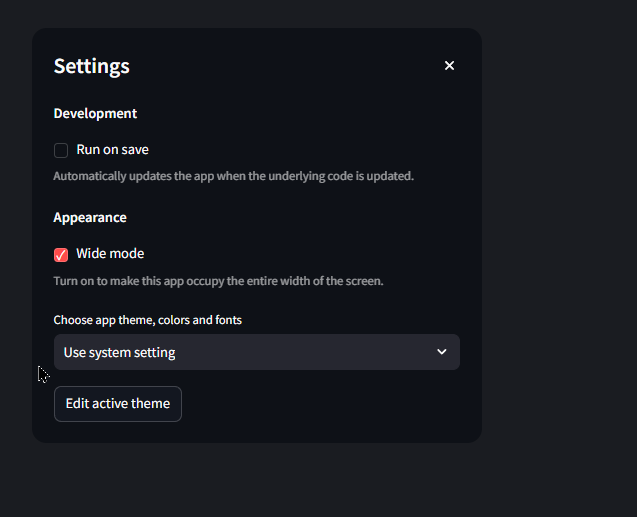 Settings
Development
Run on save
Automatically updates the app when the underlying code is updated.
Appearance
Wide mode
Turn on to make this app occupy the entire width of the screen.
Choose app theme, colors and fonts
Use system setting
Edit active theme